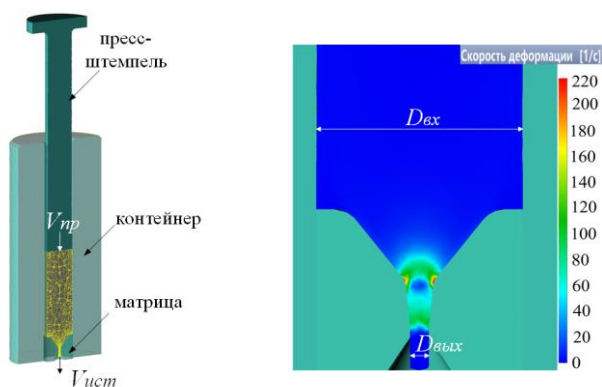 пресс-
штемпель
Vпр
контейнер
матрица
Vист
Скорость деформации [1/с]
Dвх
Dвых
220
200
180
160
140
120
100
80
60
40
20
0